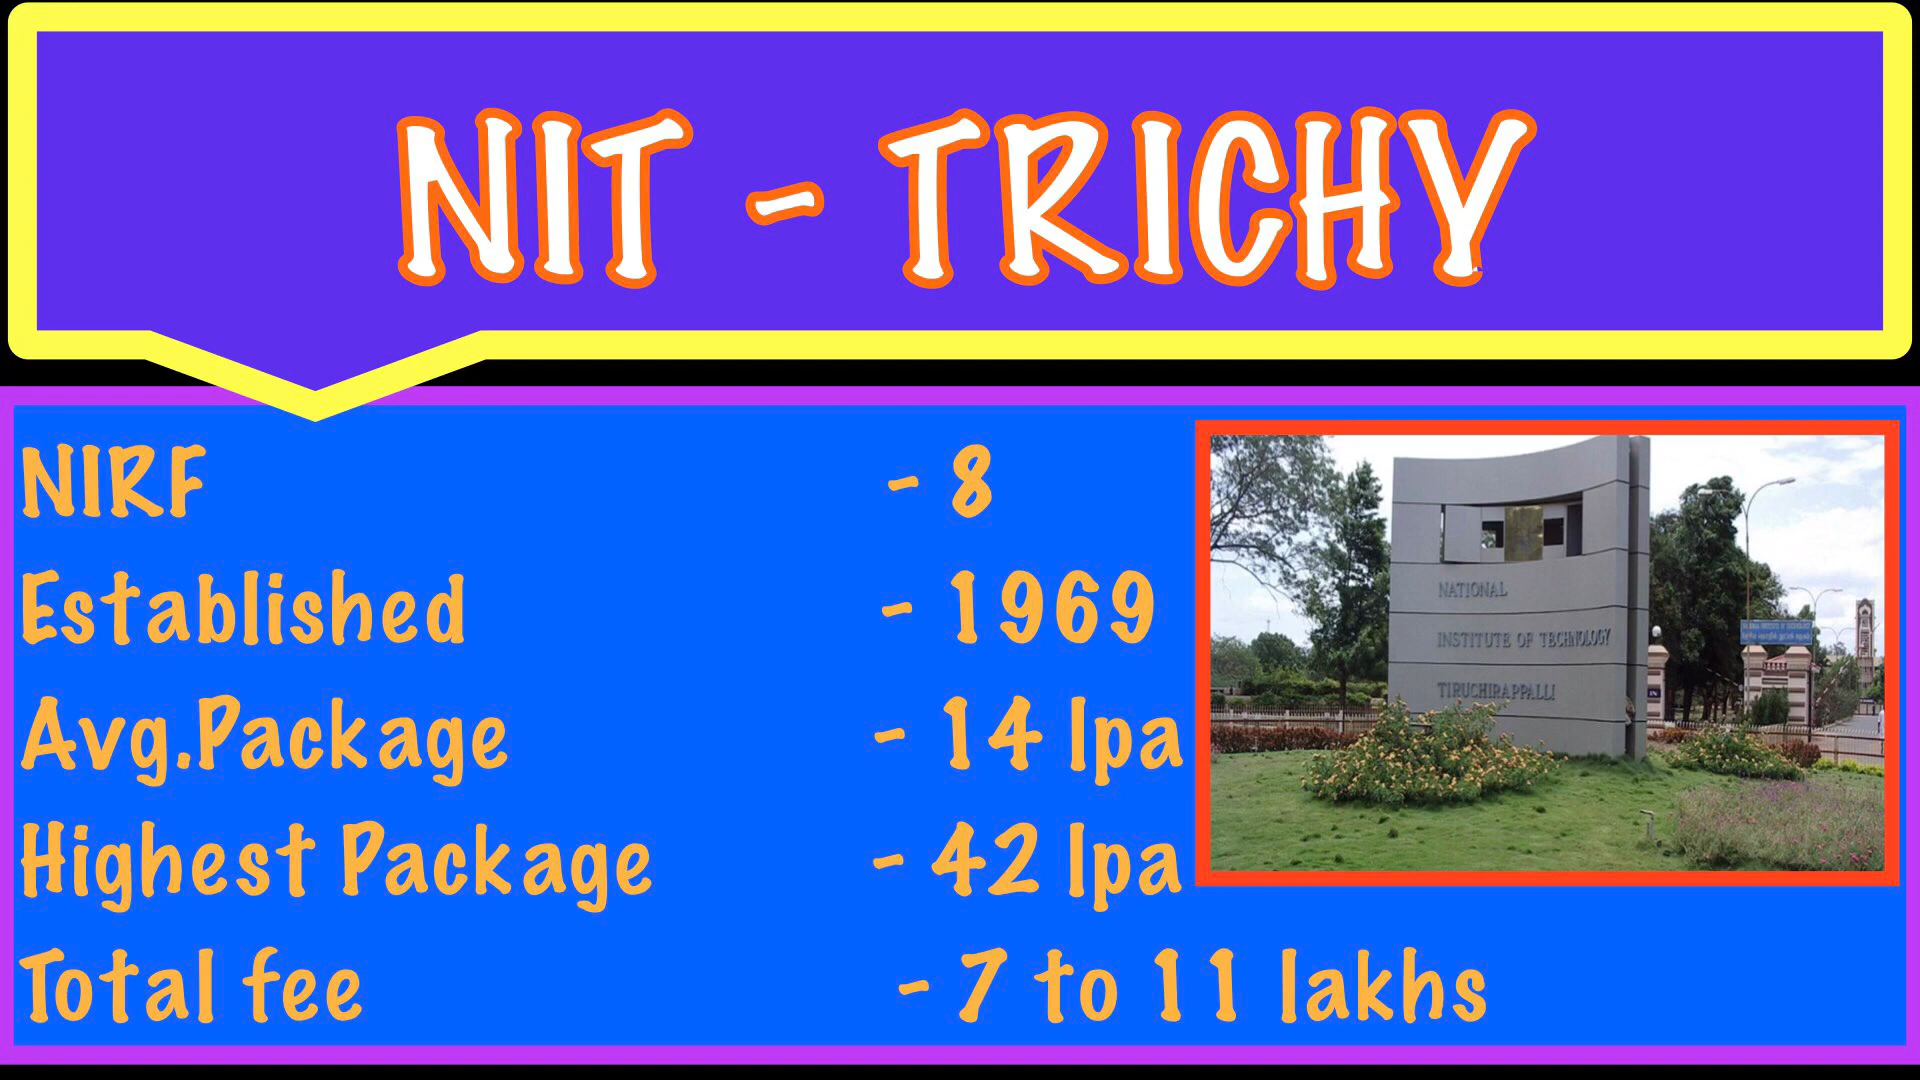 NIT - TRICHY
NIRF - 8
Established - 1969
Avg.Package - 14 lpa
Highest Package - 42 lpa
Total fee - 7 to 11 lakhs
NATIONAL
INSTITUTE OF TECHNOLOGY
TIRUCHIRAPPALLI
IN